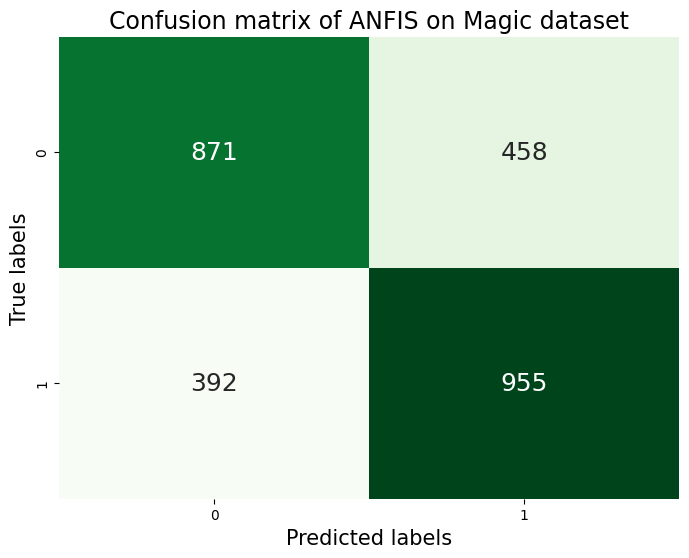 Confusion matrix of ANFIS on Magic dataset
True labels
0
871
458
1
392
955
0
1
Predicted labels